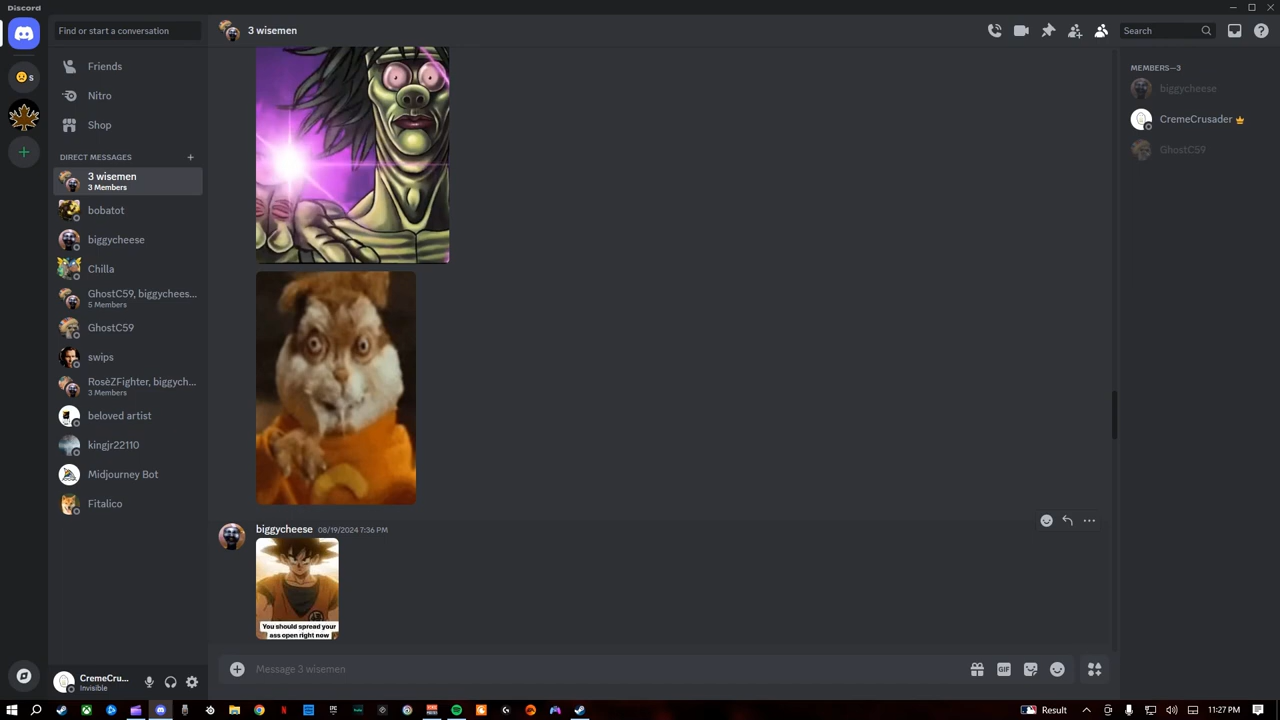 Discord
Find or start a conversation
Friends
Nitro
Shop
DIRECT MESSAGES
3 wisemen
3 Members
bobatot
biggycheese
Chilla
GhostC59, biggychees...
5 Members
GhostC59
swips
RosèZFighter, biggych...
3 Members
beloved artist
kingjr22110
Midjourney Bot
Fitalico
CremeCru...
Invisible
3 wisemen
Search
biggycheese 08/19/2024 7:36 PM
You should spread your
ass open right now
Message 3 wisemen
GIF
MEMBERS—3
biggycheese
CremeCrusader
GhostC59
Result
11:27 PM